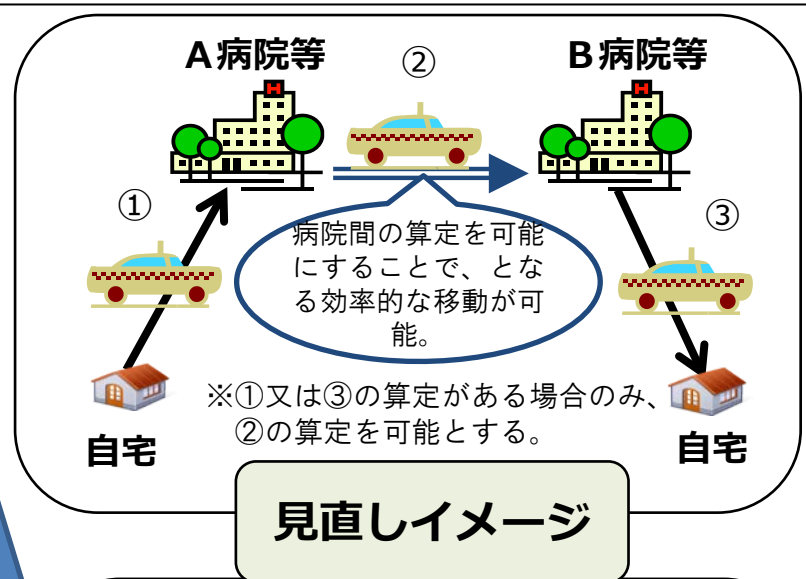 A病院等
②
B病院等
H
H
①
③
病院間の算定を可能
にすることで、とな
る効率的な移動が可
能。
※①又は③の算定がある場合のみ、
②の算定を可能とする。
自宅
自宅
見直しイメージ